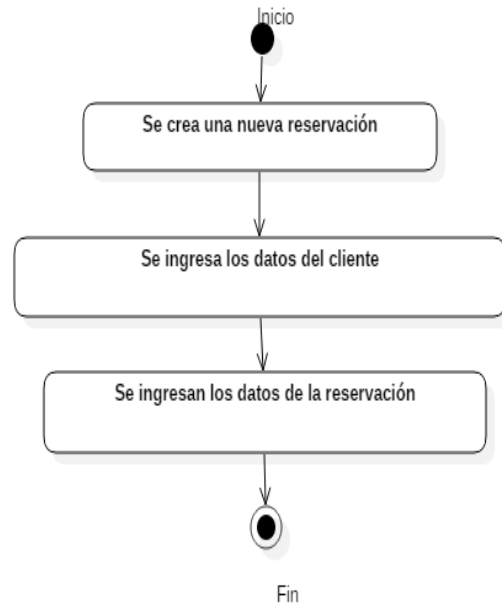 Inicio
Se crea una nueva reservación
Se ingresa los datos del cliente
Se ingresan los datos de la reservación
Fin